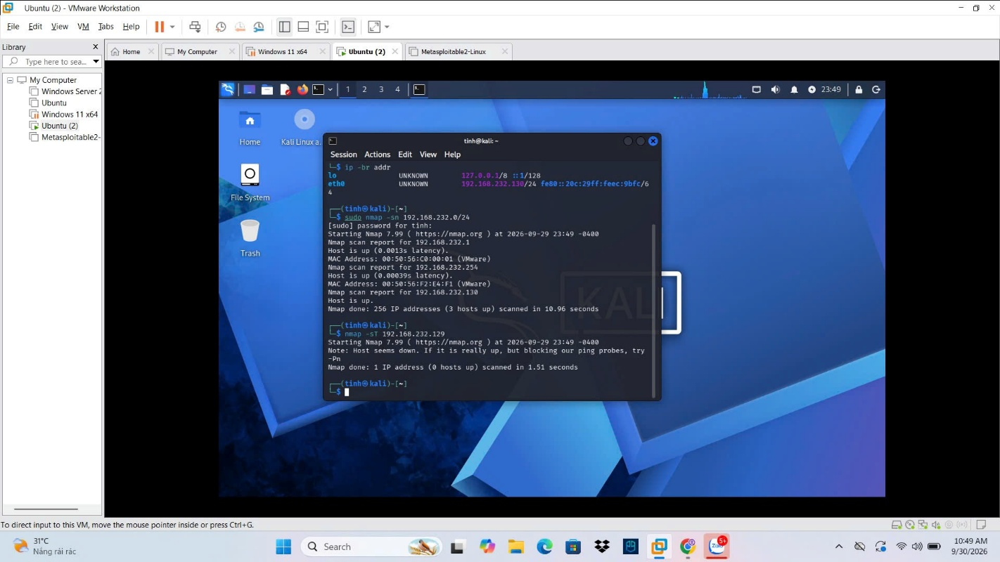 Ubuntu (2) - VMware Workstation
File Edit View VM Tabs Help
Library
Type here to sea...
Home
My Computer
Windows 11 x64
Ubuntu (2)
Metasploitable2-Linux
My Computer
Windows Server 2
Ubuntu
Windows 11 x64
Ubuntu (2)
Metasploitable2-
1 2 3 4
23:49
Home
Kali Linux a...
File System
Trash
KALI
tinh@kali: ~
Session Actions Edit View Help
└─$ ip -br addr
lo UNKNOWN 127.0.0.1/8 ::1/128
eth0 UNKNOWN 192.168.232.130/24 fe80::20c:29ff:feec:9bfc/6
4
┌──(tinh㉿kali)-[~]
└─$ sudo nmap -sn 192.168.232.0/24
[sudo] password for tinh:
Starting Nmap 7.99 ( https://nmap.org ) at 2026-09-29 23:49 -0400
Nmap scan report for 192.168.232.1
Host is up (0.0013s latency).
MAC Address: 00:50:56:C0:00:01 (VMware)
Nmap scan report for 192.168.232.254
Host is up (0.00039s latency).
MAC Address: 00:50:56:F2:E4:F1 (VMware)
Nmap scan report for 192.168.232.130
Host is up.
Nmap done: 256 IP addresses (3 hosts up) scanned in 10.96 seconds
┌──(tinh㉿kali)-[~]
└─$ nmap -sT 192.168.232.129
Starting Nmap 7.99 ( https://nmap.org ) at 2026-09-29 23:49 -0400
Note: Host seems down. If it is really up, but blocking our ping probes, try
-Pn
Nmap done: 1 IP address (0 hosts up) scanned in 1.51 seconds
┌──(tinh㉿kali)-[~]
└─$
To direct input to this VM, move the mouse pointer inside or press Ctrl+G.
31°C
Nắng rải rác
Search
Zalo
5+
10:49 AM
9/30/2026